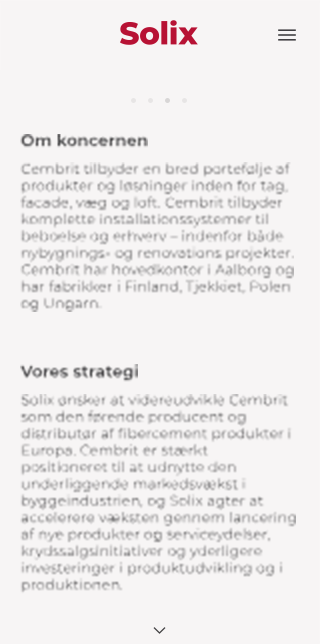 Solix
Om koncernen
Cembrit tilbyder en bred portefølje af
produkter og løsninger inden for tag,
facade, væg og loft. Cembrit tilbyder
komplette installationssystemer til
beboelse og erhverv – indenfor både
nybygnings- og renovations projekter.
Cembrit har hovedkontor i Aalborg og
har fabrikker i Finland, Tjekkiet, Polen
og Ungarn.
Vores strategi
Solix ønsker at videreudvikle Cembrit
som den førende producent og
distributør af fibercement produkter i
Europa. Cembrit er stærkt
positioneret til at udnytte den
underliggende markedsvækst i
byggeindustrien, og Solix agter at
accelerere væksten gennem lancering
af nye produkter og serviceydelser,
krydssalgsinitiativer og yderligere
investeringer i produktudvikling og i
produktionen.